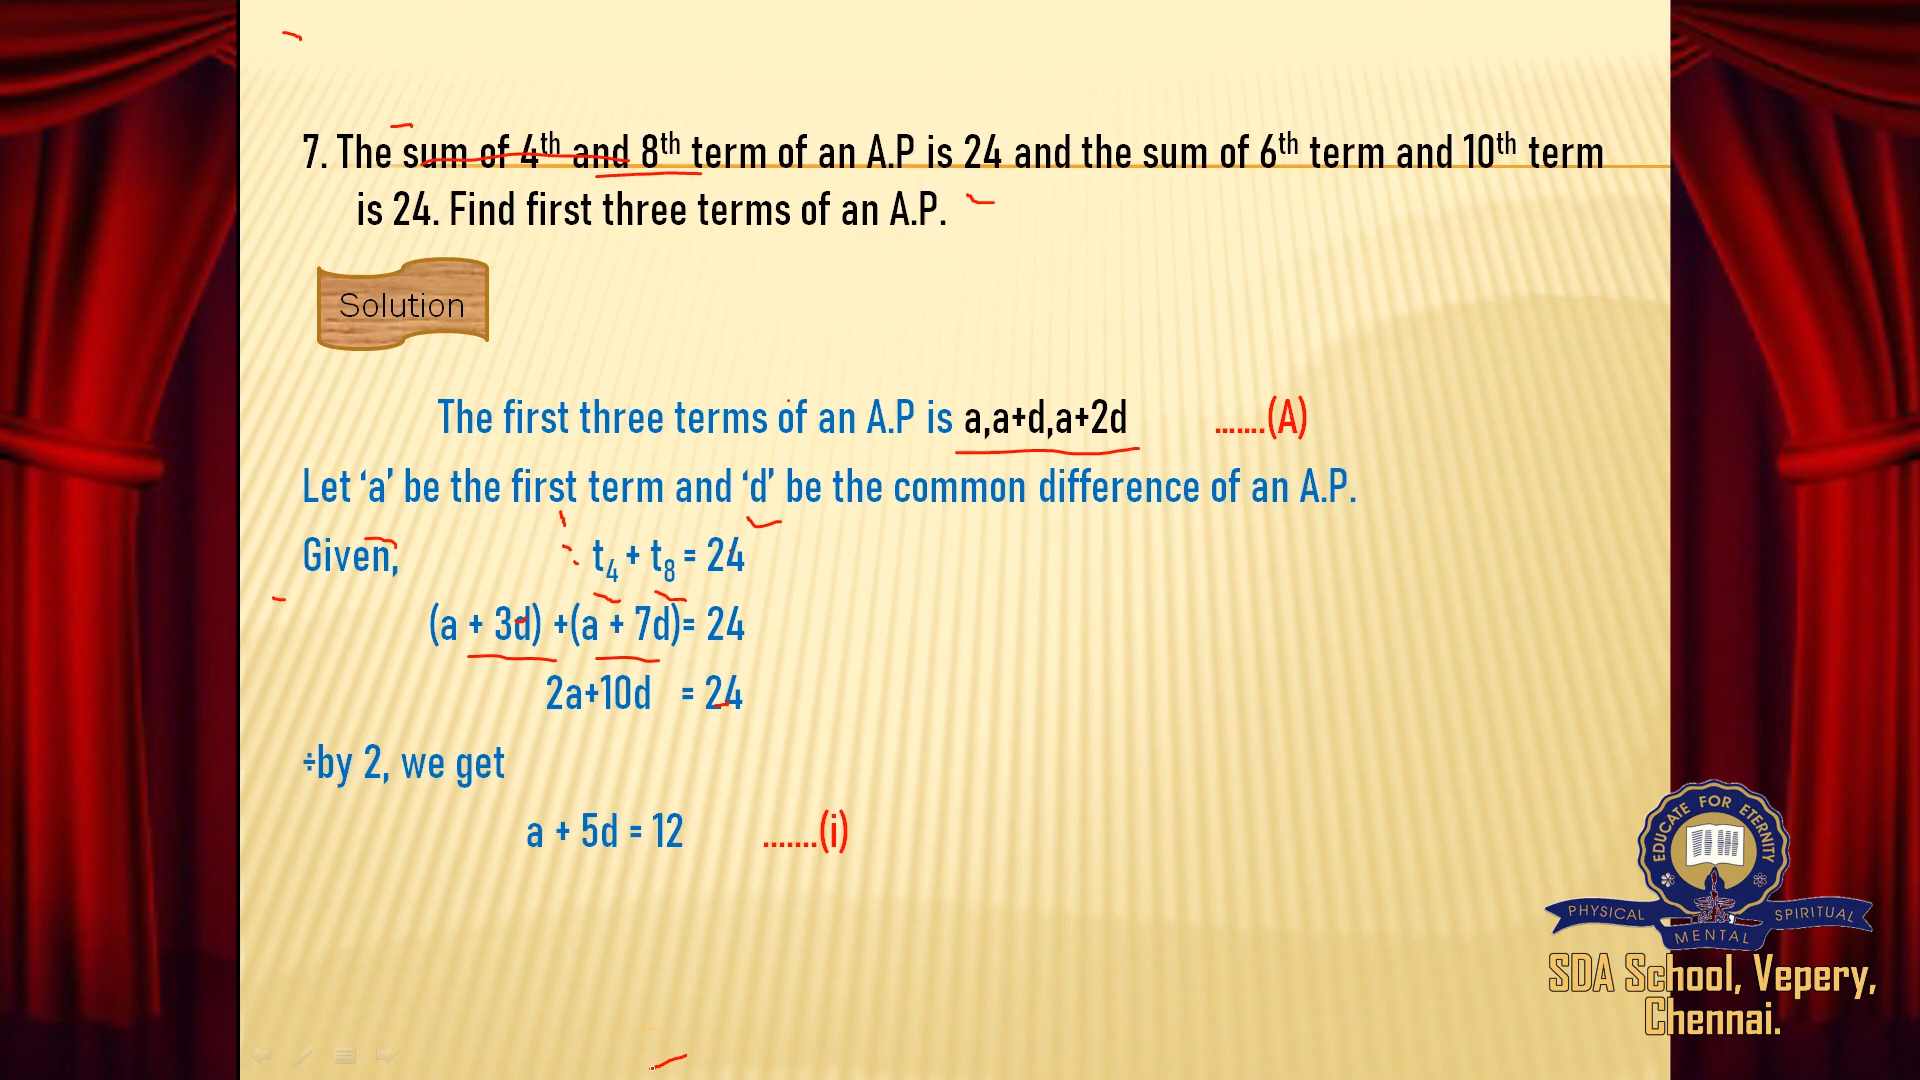 7. The sum of 4th and 8th term of an A.P is 24 and the sum of 6th term and 10th term
is 24. Find first three terms of an A.P.
Solution
The first three terms of an A.P is a,a+d,a+2d .......(A)
Let ‘a’ be the first term and ‘d’ be the common difference of an A.P.
Given, t4 + t8 = 24
(a + 3d) +(a + 7d)= 24
2a+10d = 24
÷by 2, we get
a + 5d = 12 .......(i)
EDUCATE FOR ETERNITY
PHYSICAL MENTAL SPIRITUAL
SDA School, Vepery,
Chennai.